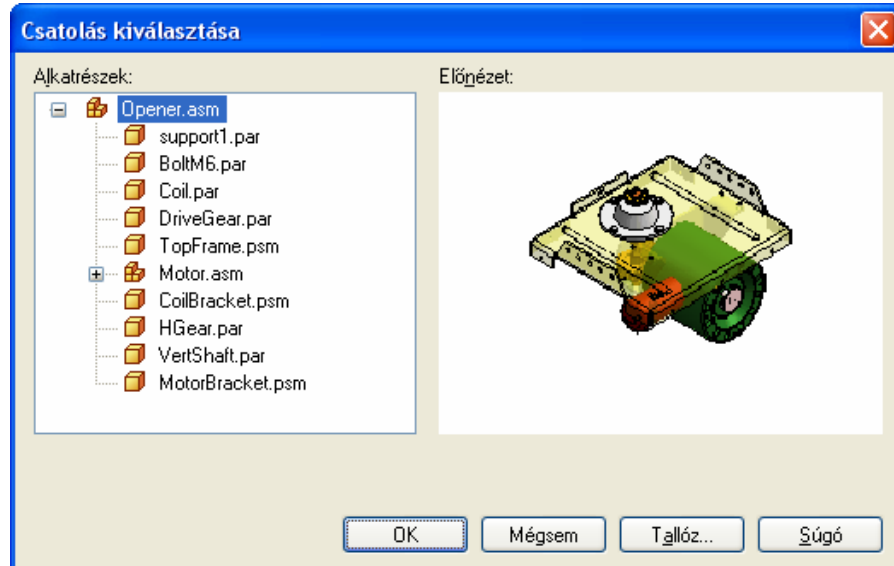 Csatolás kiválasztása
Alkatrészek:
Előnézet:
Opener.asm
support1.par
BoltM6.par
Coil.par
DriveGear.par
TopFrame.psm
Motor.asm
CoilBracket.psm
HGear.par
VertShaft.par
MotorBracket.psm
OK Mégsem Tallóz... Súgó